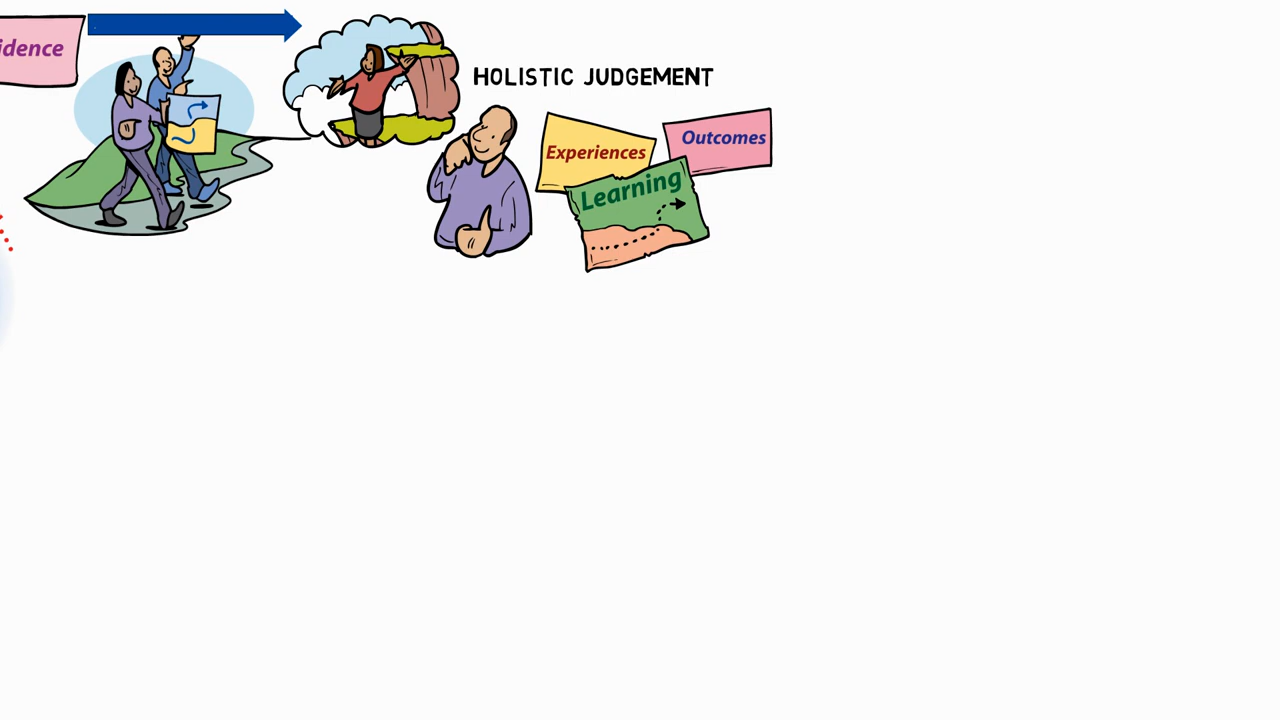 idence
HOLISTIC JUDGEMENT
Experiences
Outcomes
Learning